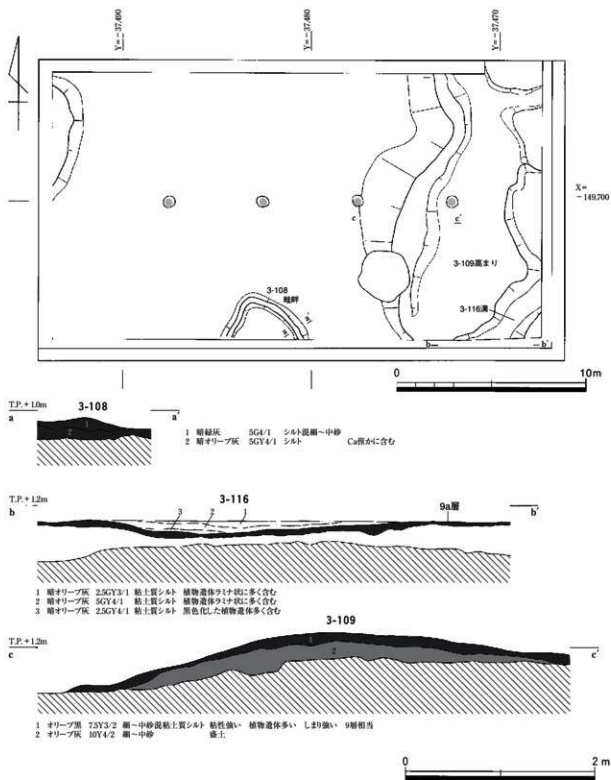 Y=-37,490
Y=-37,480
Y=-37,470
X=
-149,700
c
c'
3-109高まり
3-108
畦畔
3-116溝
a
a'
b
b'
0
10m
T.P.+1.0m
3-108
a
a'
1
2
1 暗緑灰 5G4/1 シルト混細~中砂
2 暗オリーブ灰 5GY4/1 シルト Ca僅かに含む
T.P.+1.2m
3-116
9a層
b
b'
3
2
1
1 暗オリーブ灰 2.5GY3/1 粘土質シルト 植物遺体ラミナ状に多く含む
2 暗オリーブ灰 5GY4/1 粘土質シルト 植物遺体ラミナ状に多く含む
3 暗オリーブ灰 2.5GY4/1 粘土質シルト 黒色化した植物遺体多く含む
T.P.+1.2m
3-109
c
c'
1
2
1 オリーブ黒 7.5Y3/2 細~中砂混粘土質シルト 粘性強い 植物遺体多い しまり強い 9層相当
2 オリーブ灰 10Y4/2 細~中砂 盛土
0
2 m